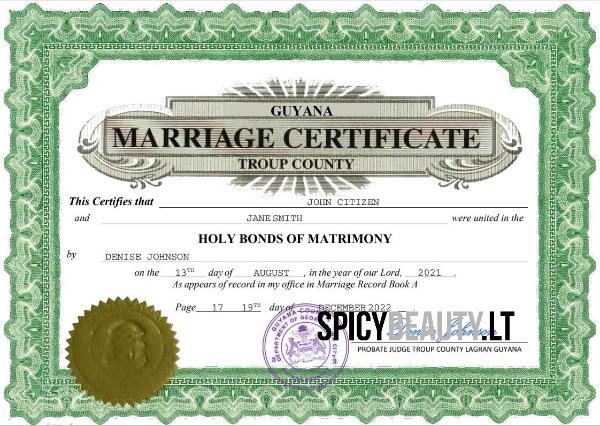 GUYANA
MARRIAGE CERTIFICATE
TROUP COUNTY
This Certifies that JOHN CITIZEN
and JANE SMITH were united in the
HOLY BONDS OF MATRIMONY
by DENISE JOHNSON
on the 13TH day of AUGUST , in the year of our Lord, 2021 .
As appears of record in my office in Marriage Record Book A
Page 17 19TH day of DECEMBER 2022
SPICYBEAUTY.LT
Johnson
PROBATE JUDGE TROUP COUNTY LAGRAN GUYANA